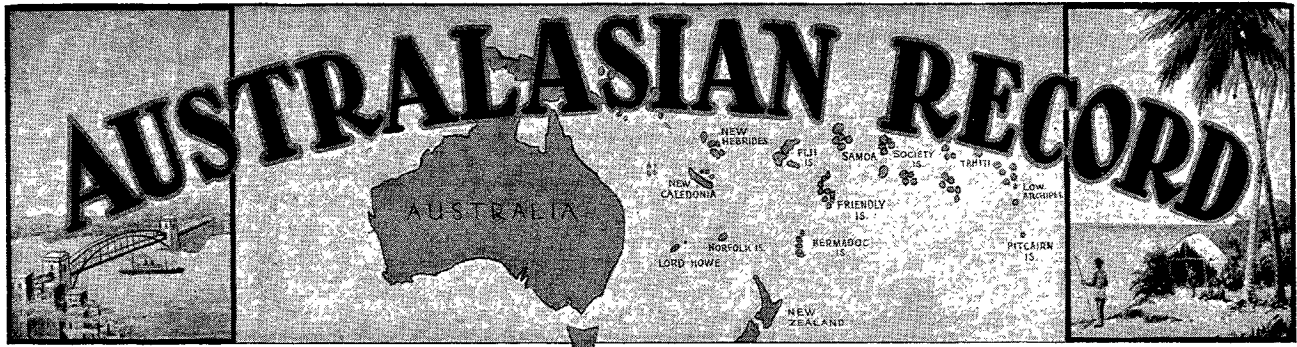 AUSTRALASIAN RECORD
NEW
HEBRIDES
FIJI
IS.
SAMOA
SOCIETY
IS.
TAHITI
LOW
ARCHIPEL
NEW
CALEDONIA
FRIENDLY
IS.
AUSTRALIA
NORFOLK IS.
LORD HOWE
KERMADOC
IS.
PITCAIRN
IS.
NEW
ZEALAND